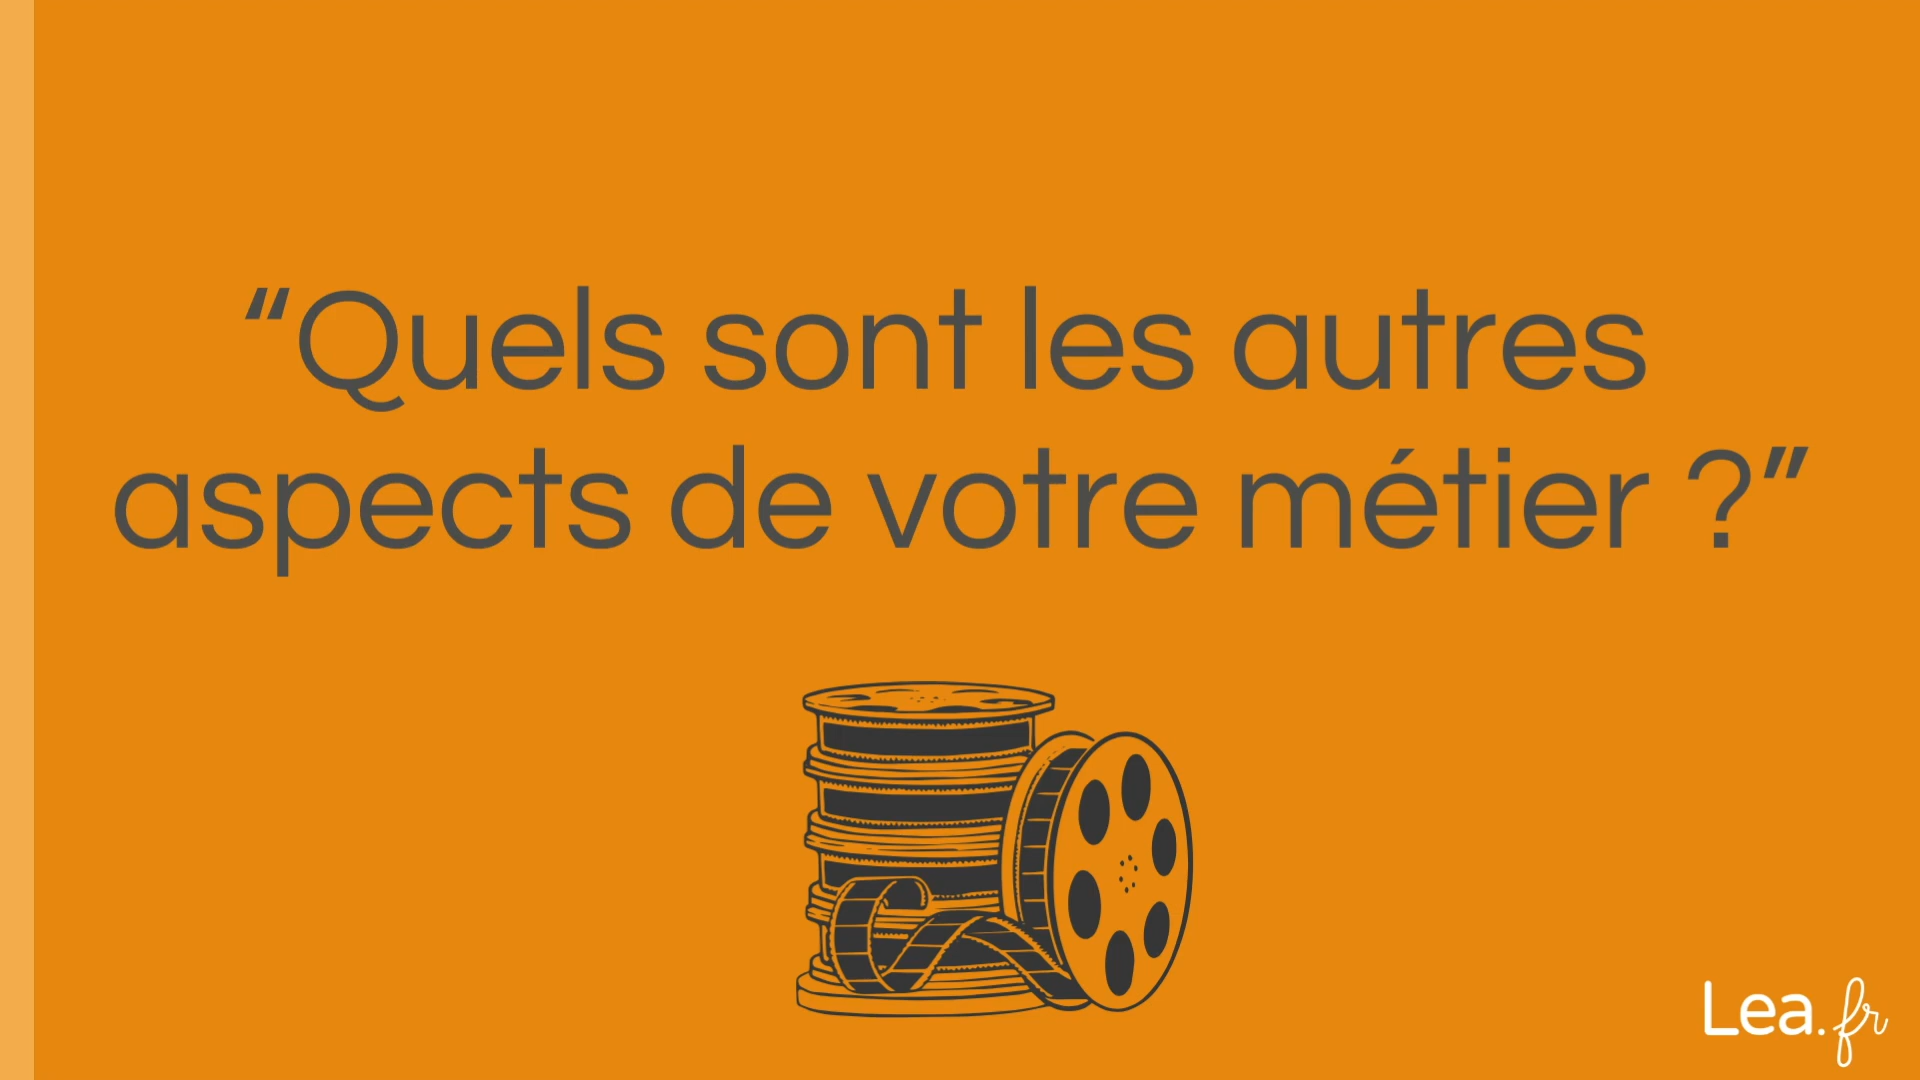 “Quels sont les autres
aspects de votre métier ?”
Lea.fr